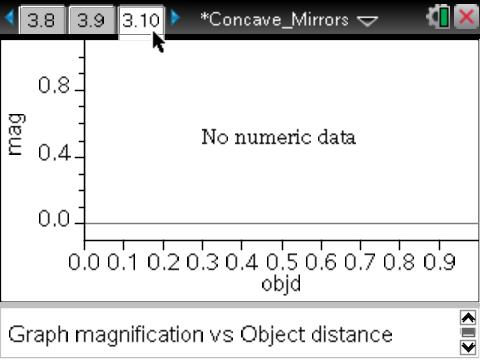 3.8 3.9 3.10 *Concave_Mirrors
0.8
0.4
0.0
mag
No numeric data
0.0 0.1 0.2 0.3 0.4 0.5 0.6 0.7 0.8 0.9
objd
Graph magnification vs Object distance